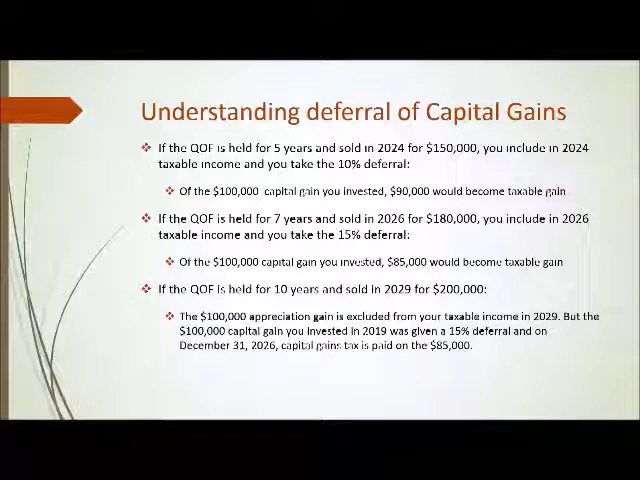 Understanding deferral of Capital Gains
If the QOF is held for 5 years and sold in 2024 for $150,000, you include in 2024
taxable income and you take the 10% deferral:
Of the $100,000 capital gain you invested, $90,000 would become taxable gain
If the QOF is held for 7 years and sold in 2026 for $180,000, you include in 2026
taxable income and you take the 15% deferral:
Of the $100,000 capital gain you invested, $85,000 would become taxable gain
If the QOF is held for 10 years and sold in 2029 for $200,000:
The $100,000 appreciation gain is excluded from your taxable income in 2029. But the
$100,000 capital gain you invested in 2019 was given a 15% deferral and on
December 31, 2026, capital gains tax is paid on the $85,000.